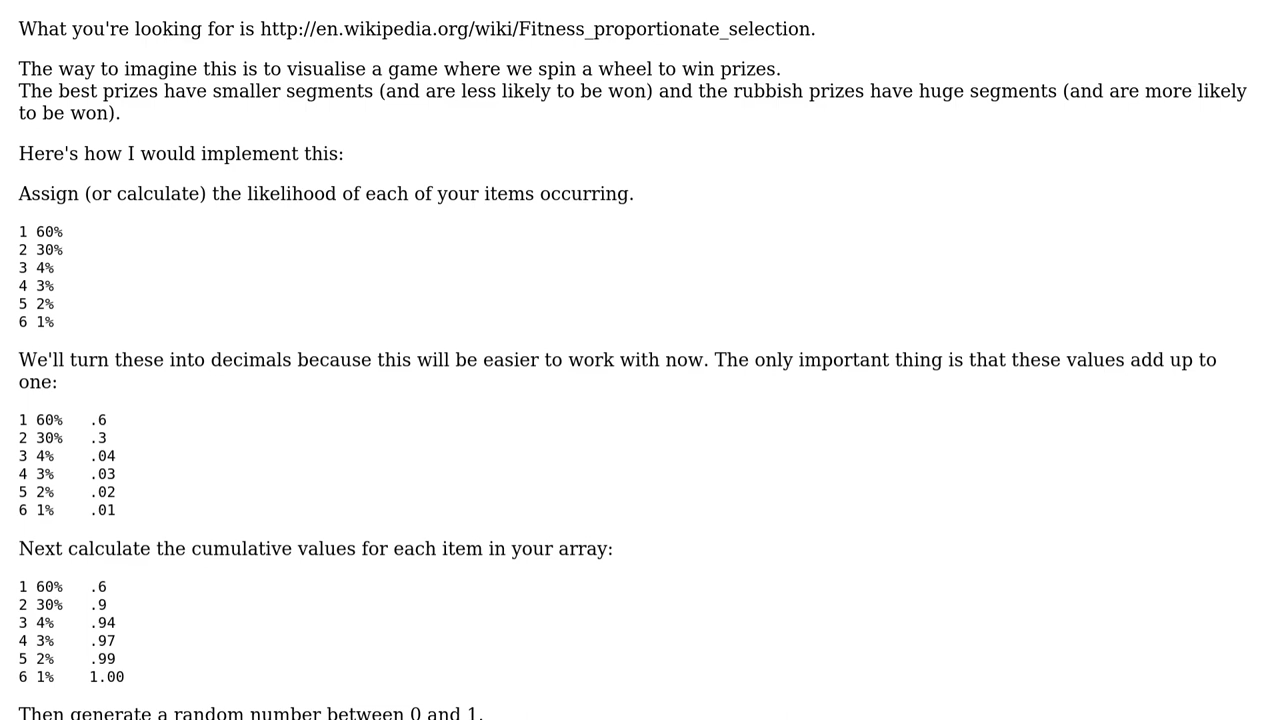 What you're looking for is http://en.wikipedia.org/wiki/Fitness_proportionate_selection.
The way to imagine this is to visualise a game where we spin a wheel to win prizes.
The best prizes have smaller segments (and are less likely to be won) and the rubbish prizes have huge segments (and are more likely
to be won).
Here's how I would implement this:
Assign (or calculate) the likelihood of each of your items occurring.
1 60%
2 30%
3 4%
4 3%
5 2%
6 1%
We'll turn these into decimals because this will be easier to work with now. The only important thing is that these values add up to
one:
1 60%   .6
2 30%   .3
3 4%    .04
4 3%    .03
5 2%    .02
6 1%    .01
Next calculate the cumulative values for each item in your array:
1 60%   .6
2 30%   .9
3 4%    .94
4 3%    .97
5 2%    .99
6 1%    1.00
Then generate a random number between 0 and 1.